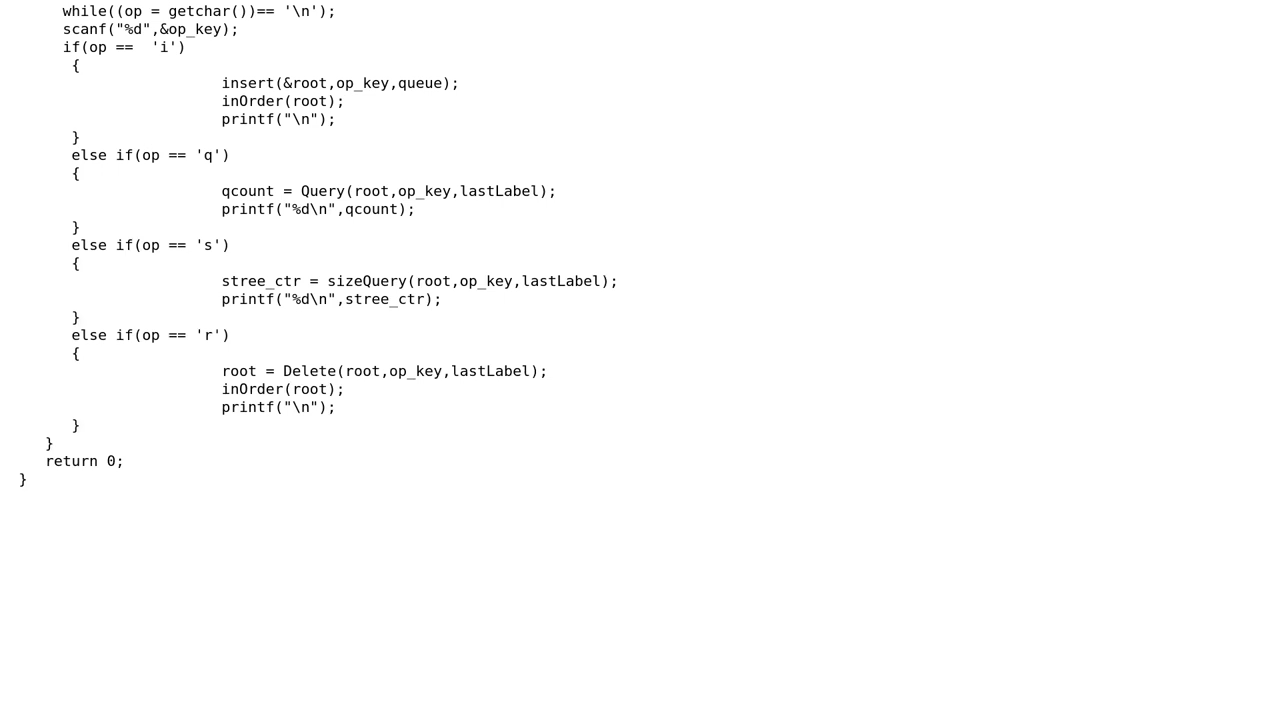 while((op = getchar())== '\n');
scanf("%d",&op_key);
if(op ==  'i')
{
insert(&root,op_key,queue);
inOrder(root);
printf("\n");
}
else if(op == 'q')
{
qcount = Query(root,op_key,lastLabel);
printf("%d\n",qcount);
}
else if(op == 's')
{
stree_ctr = sizeQuery(root,op_key,lastLabel);
printf("%d\n",stree_ctr);
}
else if(op == 'r')
{
root = Delete(root,op_key,lastLabel);
inOrder(root);
printf("\n");
}
}
return 0;
}